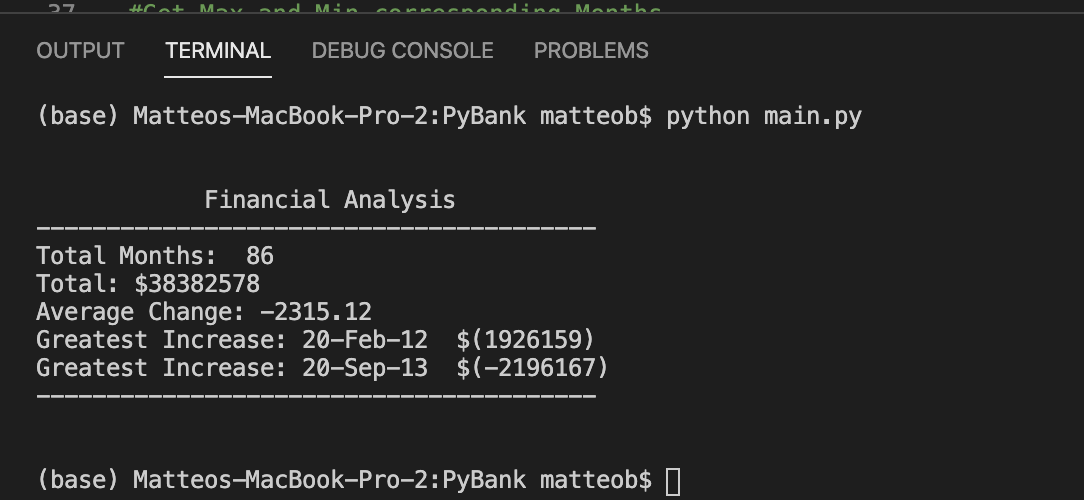 37 #Get Max and Min corresponding Months
OUTPUT TERMINAL DEBUG CONSOLE PROBLEMS
(base) Matteos-MacBook-Pro-2:PyBank matteob$ python main.py
Financial Analysis
----------------------------------------
Total Months:  86
Total: $38382578
Average Change: -2315.12
Greatest Increase: 20-Feb-12  $(1926159)
Greatest Increase: 20-Sep-13  $(-2196167)
----------------------------------------
(base) Matteos-MacBook-Pro-2:PyBank matteob$